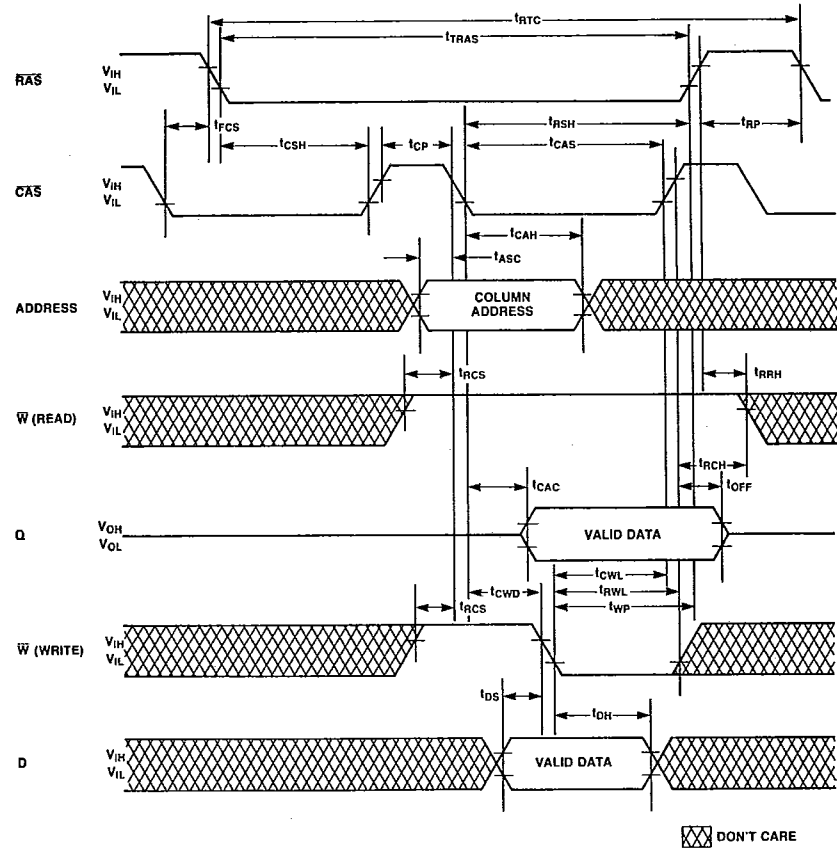 tRTC
tTRAS
RAS
VIH
VIL
tFCS
tRSH
tRP
tCSH
tCP
tCAS
CAS
VIH
VIL
tCAH
tASC
ADDRESS
VIH
VIL
COLUMN
ADDRESS
tRCS
tRRH
W (READ)
VIH
VIL
tRCH
tCAC
tOFF
Q
VOH
VOL
VALID DATA
tCWL
tCWD
tRWL
tRCS
tWP
W (WRITE)
VIH
VIL
tDS
tDH
D
VIH
VIL
VALID DATA
DON'T CARE